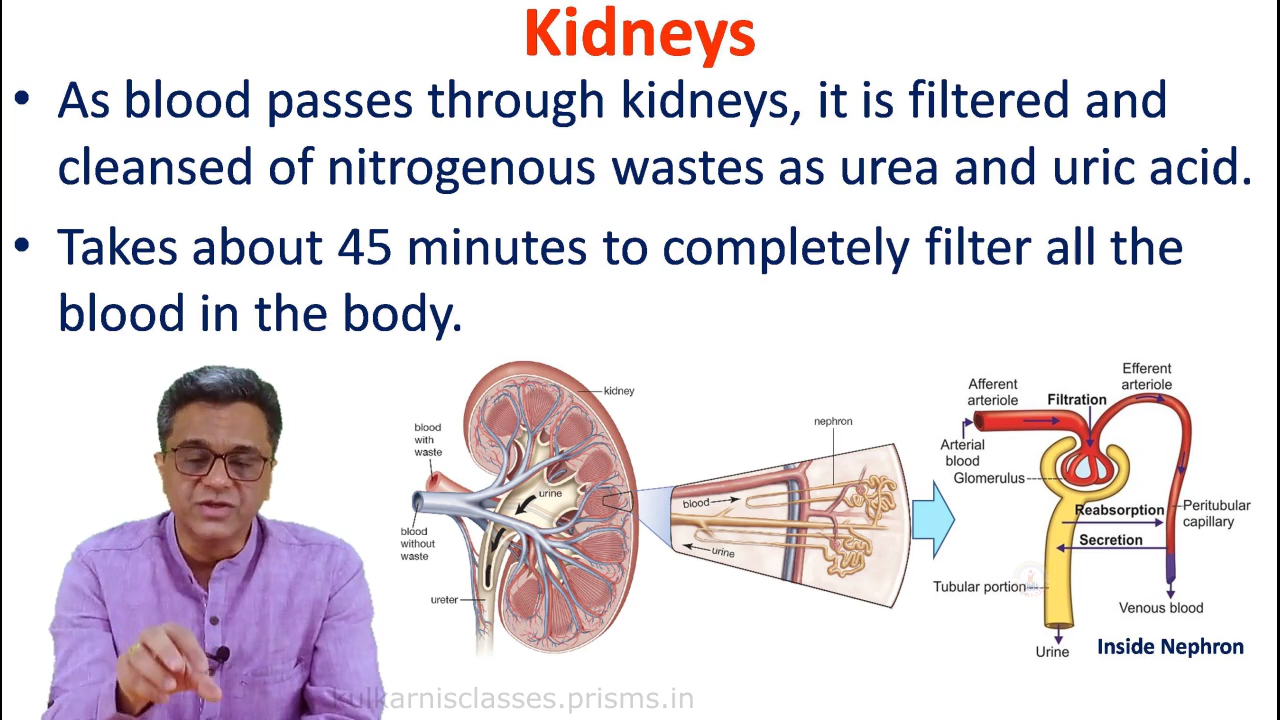 Kidneys
• As blood passes through kidneys, it is filtered and
cleansed of nitrogenous wastes as urea and uric acid.
• Takes about 45 minutes to completely filter all the
blood in the body.
kidney
blood
with
waste
urine
blood
without
waste
ureter
nephron
blood
urine
Afferent
arteriole
Efferent
arteriole
Filtration
Arterial
blood
Glomerulus
Reabsorption
Peritubular
capillary
Secretion
Tubular portion
Venous blood
Urine
Inside Nephron
kulkarnisclasses.prisms.in